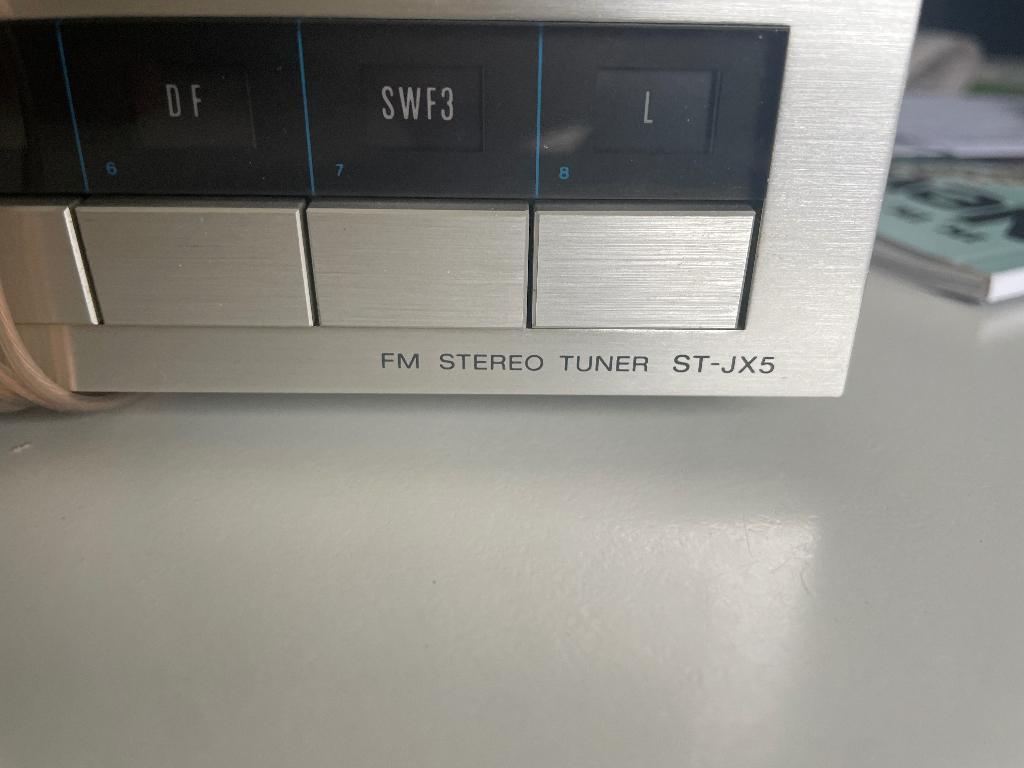 DF SWF3 L
6 7 8
FM STEREO TUNER ST-JX5